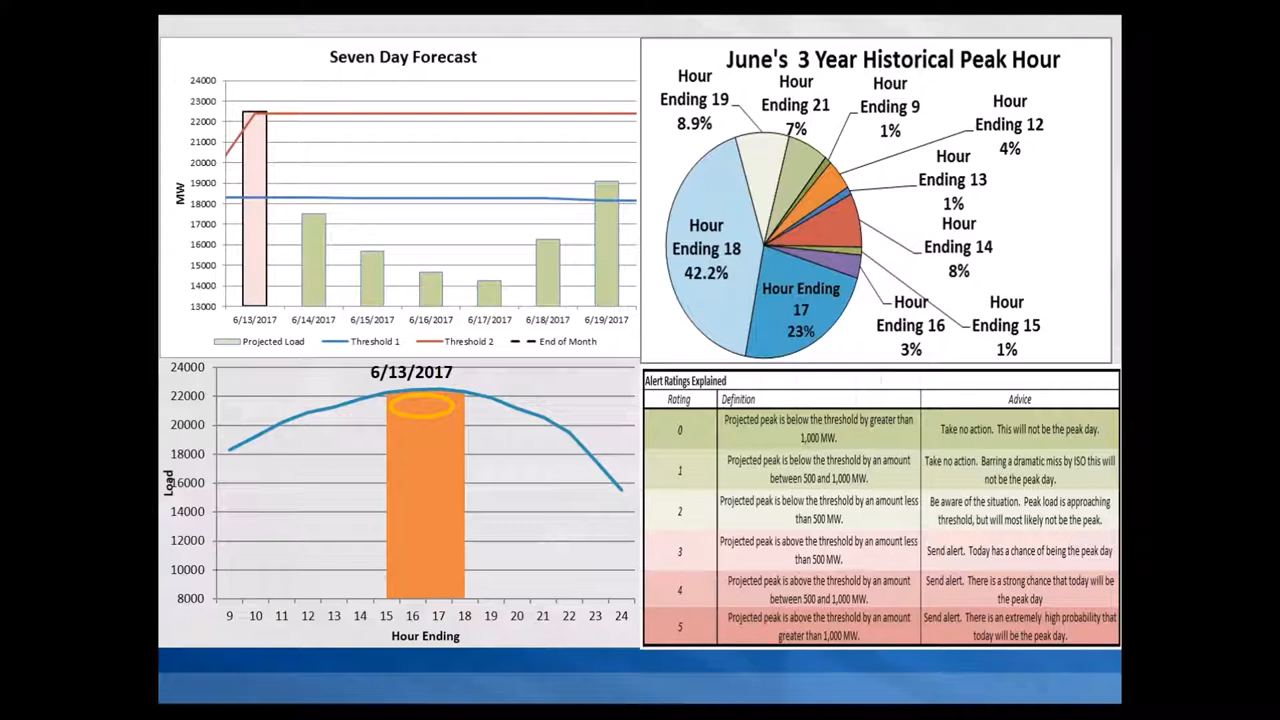 Seven Day Forecast
24000
23000
22000
21000
20000
19000
18000
17000
16000
15000
14000
13000
MW
6/13/2017 6/14/2017 6/15/2017 6/16/2017 6/17/2017 6/18/2017 6/19/2017
Projected Load Threshold 1 Threshold 2 End of Month
June's 3 Year Historical Peak Hour
Hour
Ending 19
8.9%
Hour
Ending 21
7%
Hour
Ending 9
1%
Hour
Ending 12
4%
Hour
Ending 13
1%
Hour
Ending 14
8%
Hour
Ending 15
1%
Hour
Ending 16
3%
Hour Ending
17
23%
Hour
Ending 18
42.2%
6/13/2017
24000
22000
20000
18000
16000
14000
12000
10000
8000
Load
9 10 11 12 13 14 15 16 17 18 19 20 21 22 23 24
Hour Ending
Alert Ratings Explained
Rating Definition Advice
0 Projected peak is below the threshold by greater than
1,000 MW.
Take no action. This will not be the peak day.
1 Projected peak is below the threshold by an amount
between 500 and 1,000 MW.
Take no action. Barring a dramatic miss by ISO this will
not be the peak day.
2 Projected peak is below the threshold by an amount less
than 500 MW.
Be aware of the situation. Peak load is approaching
threshold, but will most likely not be the peak.
3 Projected peak is above the threshold by an amount less
than 500 MW.
Send alert. Today has a chance of being the peak day
4 Projected peak is above the threshold by an amount
between 500 and 1,000 MW.
Send alert. There is a strong chance that today will be
the peak day
5 Projected peak is above the threshold by an amount
greater than 1,000 MW.
Send alert. There is an extremely high probability that
today will be the peak day.